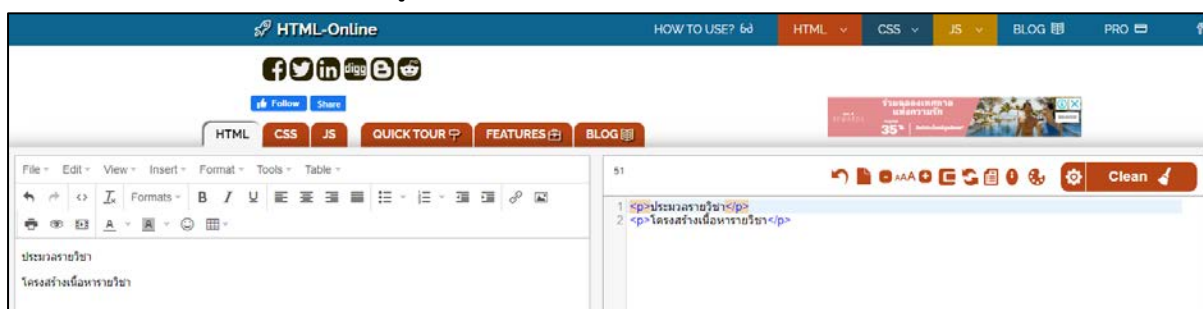 HTML-Online
HOW TO USE?
HTML
CSS
JS
BLOG
PRO
digg
Follow
Share
HTML
CSS
JS
QUICK TOUR
FEATURES
BLOG
35%
File
Edit
View
Insert
Format
Tools
Table
51
AAA
Clean
Formats
B
I
U
1 <p>ประมวลรายวิชา</p>
2 <p>โครงสร้างเนื้อหารายวิชา</p>
ประมวลรายวิชา
โครงสร้างเนื้อหารายวิชา